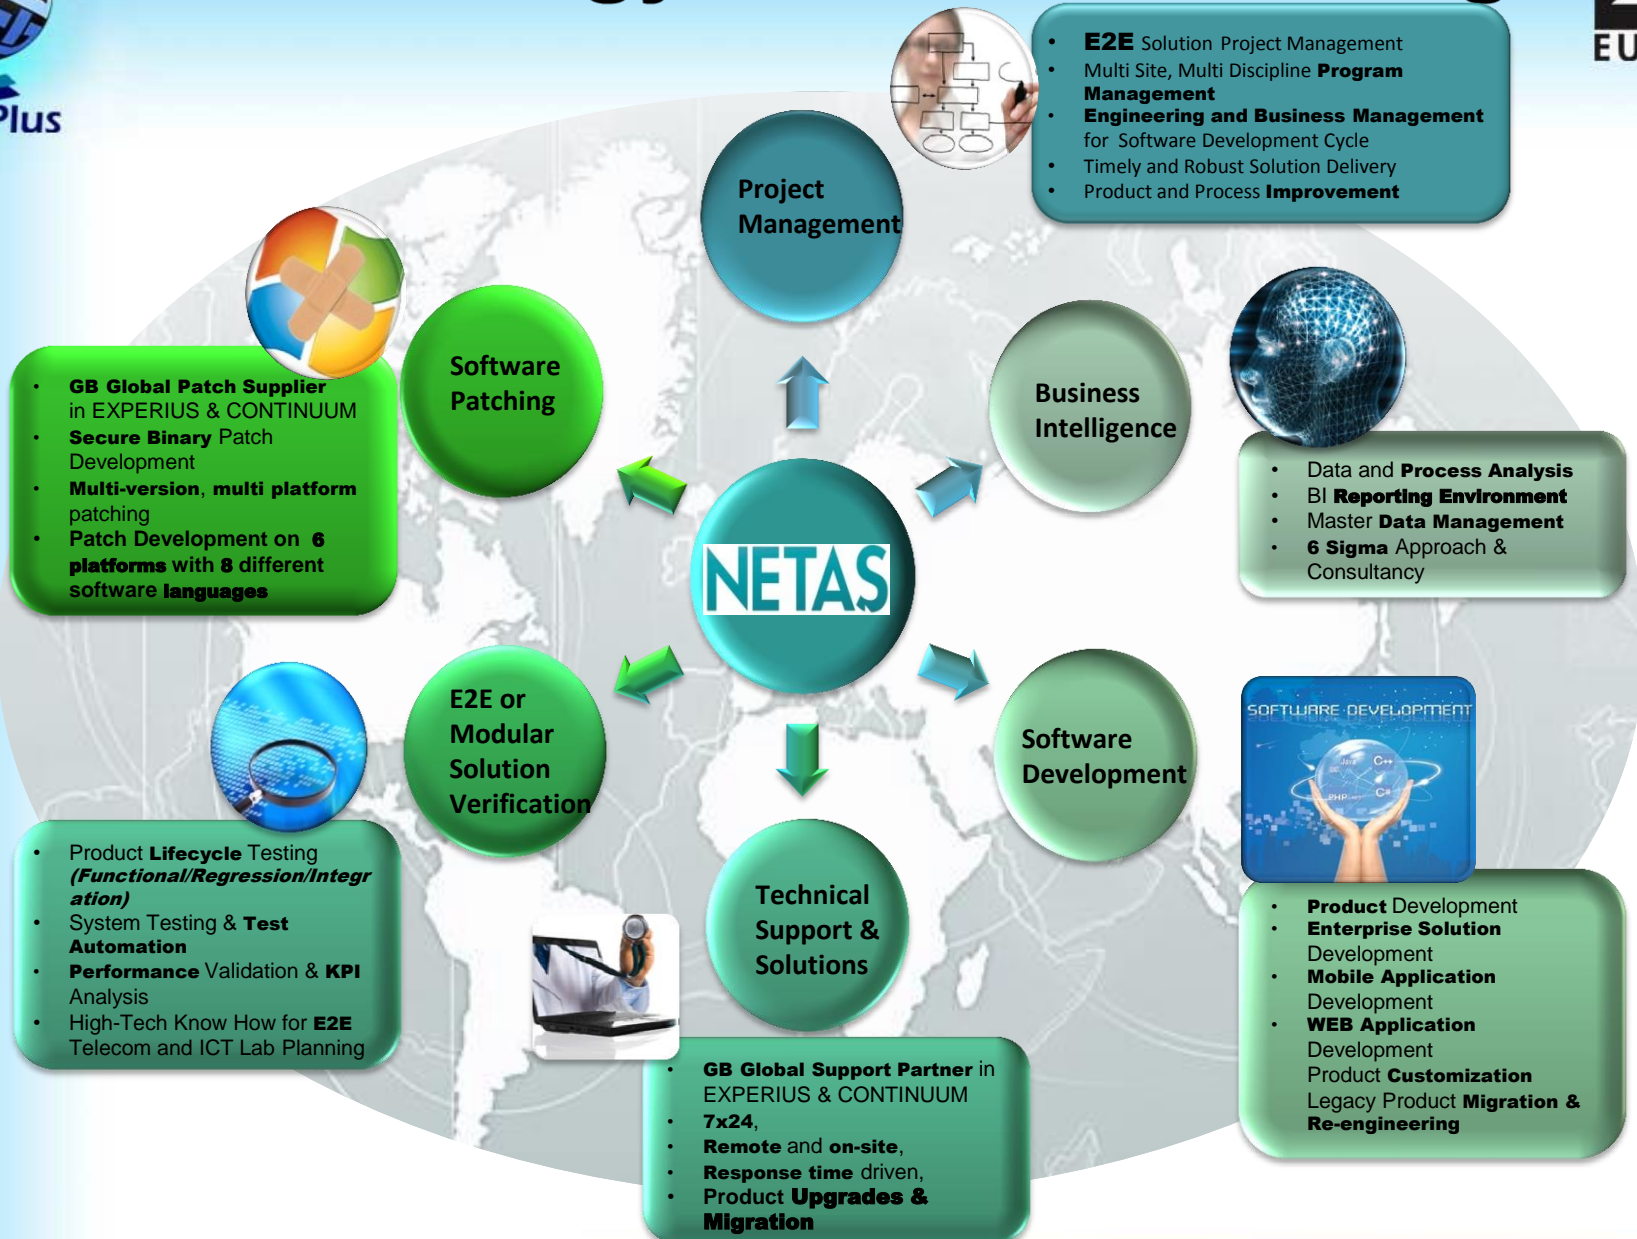 Plus
EU
• E2E Solution Project Management
• Multi Site, Multi Discipline Program
Management
• Engineering and Business Management
for Software Development Cycle
• Timely and Robust Solution Delivery
• Product and Process Improvement
Project
Management
Software
Patching
• GB Global Patch Supplier
in EXPERIUS & CONTINUUM
• Secure Binary Patch
Development
• Multi-version, multi platform
patching
• Patch Development on 6
platforms with 8 different
software languages
Business
Intelligence
• Data and Process Analysis
• BI Reporting Environment
• Master Data Management
• 6 Sigma Approach &
Consultancy
NETAS
E2E or
Modular
Solution
Verification
• Product Lifecycle Testing
(Functional/Regression/Integr
ation)
• System Testing & Test
Automation
• Performance Validation & KPI
Analysis
• High-Tech Know How for E2E
Telecom and ICT Lab Planning
Software
Development
SOFTWARE DEVELOPMENT
Java
C++
PHP
C#
• Product Development
• Enterprise Solution
Development
• Mobile Application
Development
• WEB Application
Development
Product Customization
Legacy Product Migration &
Re-engineering
Technical
Support &
Solutions
• GB Global Support Partner in
EXPERIUS & CONTINUUM
• 7x24,
• Remote and on-site,
• Response time driven,
• Product Upgrades &
Migration